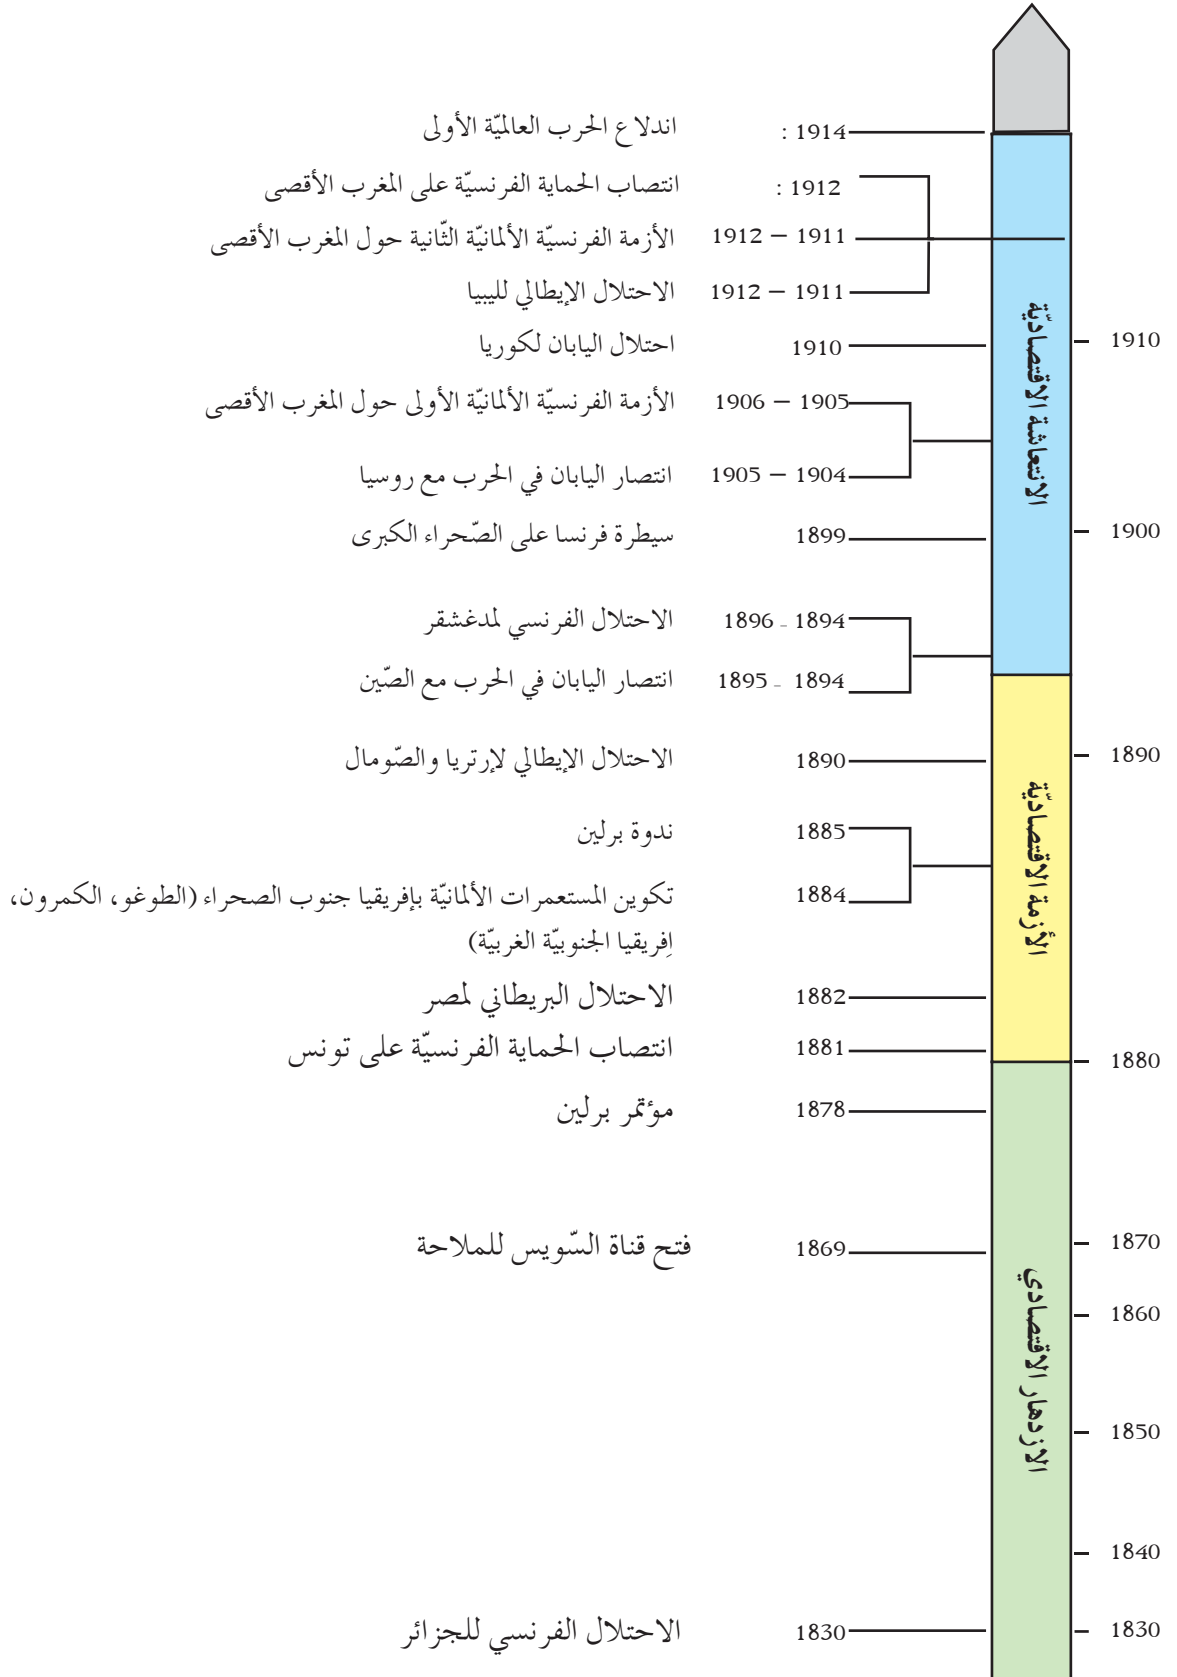 اندلاع الحرب العالميّة الأولى 1914 :
انتصاب الحماية الفرنسيّة على المغرب الأقصى 1912 :
الأزمة الفرنسيّة الألمانيّة الثّانية حول المغرب الأقصى 1911 – 1912
الاحتلال الإيطالي لليبيا 1911 – 1912
احتلال اليابان لكوريا 1910
الأزمة الفرنسيّة الألمانيّة الأولى حول المغرب الأقصى 1905 – 1906
انتصار اليابان في الحرب مع روسيا 1904 – 1905
سيطرة فرنسا على الصّحراء الكبرى 1899
الاحتلال الفرنسي لمدغشقر 1894 - 1896
انتصار اليابان في الحرب مع الصّين 1894 - 1895
الاحتلال الإيطالي لإرتريا والصّومال 1890
ندوة برلين 1885
تكوين المستعمرات الألمانيّة بإفريقيا جنوب الصحراء (الطوغو، الكمرون، 1884
إفريقيا الجنوبيّة الغربيّة)
الاحتلال البريطاني لمصر 1882
انتصاب الحماية الفرنسيّة على تونس 1881
مؤتمر برلين 1878
فتح قناة السّويس للملاحة 1869
الاحتلال الفرنسي للجزائر 1830
الانتعاشة الاقتصاديّة
الأزمة الاقتصاديّة
الازدهار الاقتصادي
1910
1900
1890
1880
1870
1860
1850
1840
1830